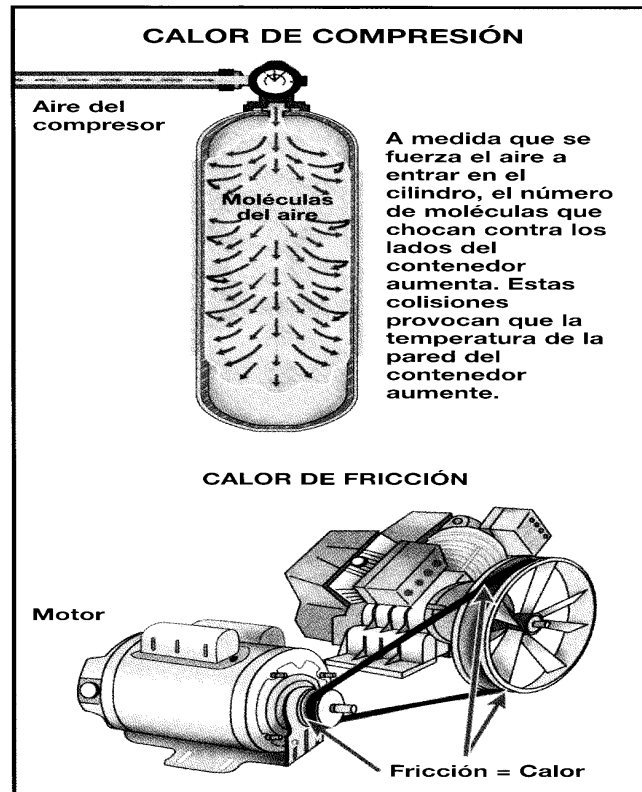 CALOR DE COMPRESIÓN
Aire del
compresor
Moléculas
del aire
A medida que se
fuerza el aire a
entrar en el
cilindro, el número
de moléculas que
chocan contra los
lados del
contenedor
aumenta. Estas
colisiones
provocan que la
temperatura de la
pared del
contenedor
aumente.
CALOR DE FRICCIÓN
Motor
Fricción = Calor